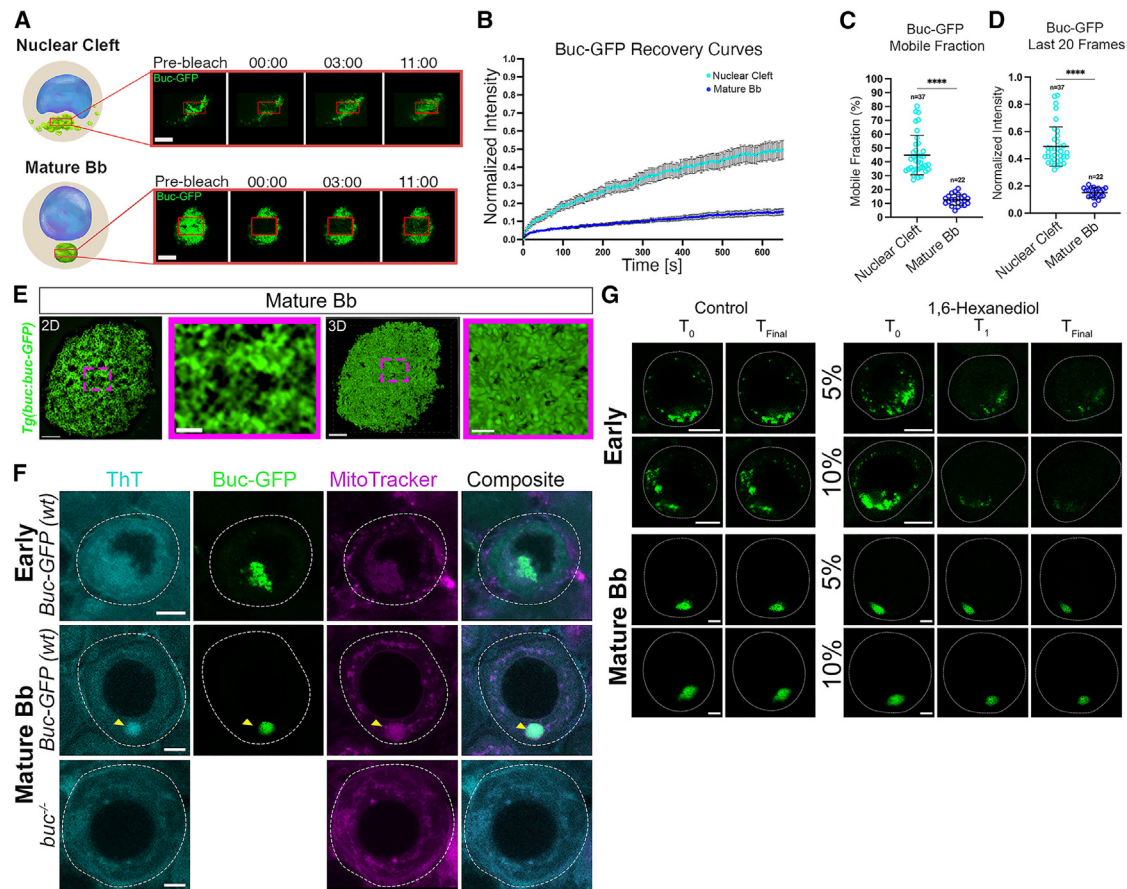 A
Nuclear Cleft
Pre-bleach 00:00 03:00 11:00
Buc-GFP
Mature Bb
Pre-bleach 00:00 03:00 11:00
Buc-GFP
B
Buc-GFP Recovery Curves
Nuclear Cleft
Mature Bb
Normalized Intensity
1.0
0.9
0.8
0.7
0.6
0.5
0.4
0.3
0.2
0.1
0.0
100 200 300 400 500 600
Time [s]
C
Buc-GFP
Mobile Fraction
****
n=37
n=22
Mobile Fraction (%)
100
90
80
70
60
50
40
30
20
10
0
Nuclear Cleft
Mature Bb
D
Buc-GFP
Last 20 Frames
****
n=37
n=22
Normalized Intensity
1.0
0.8
0.6
0.4
0.2
0.0
Nuclear Cleft
Mature Bb
E
Mature Bb
Tg(buc:buc-GFP)
2D
3D
F
ThT Buc-GFP MitoTracker Composite
Early
Buc-GFP (wt)
Mature Bb
Buc-GFP (wt)
buc-/-
G
Control 1,6-Hexanediol
T0 TFinal T0 T1 TFinal
Early
5%
10%
Mature Bb
5%
10%